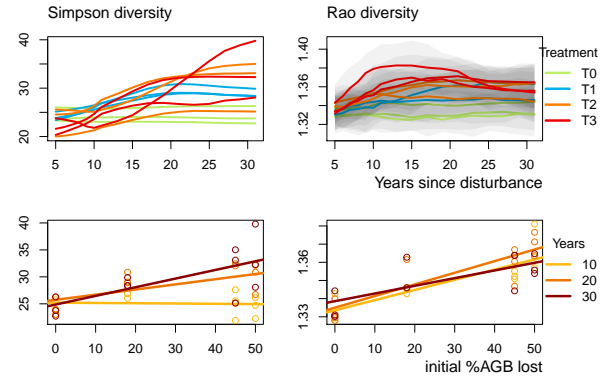 Simpson diversity
Rao diversity
40
30
20
5 10 15 20 25 30
1.40
1.36
1.32
5 10 15 20 25 30
Treatment
T0
T1
T2
T3
Years since disturbance
40
35
30
25
0 10 20 30 40 50
1.36
1.33
0 10 20 30 40 50
Years
10
20
30
initial %AGB lost